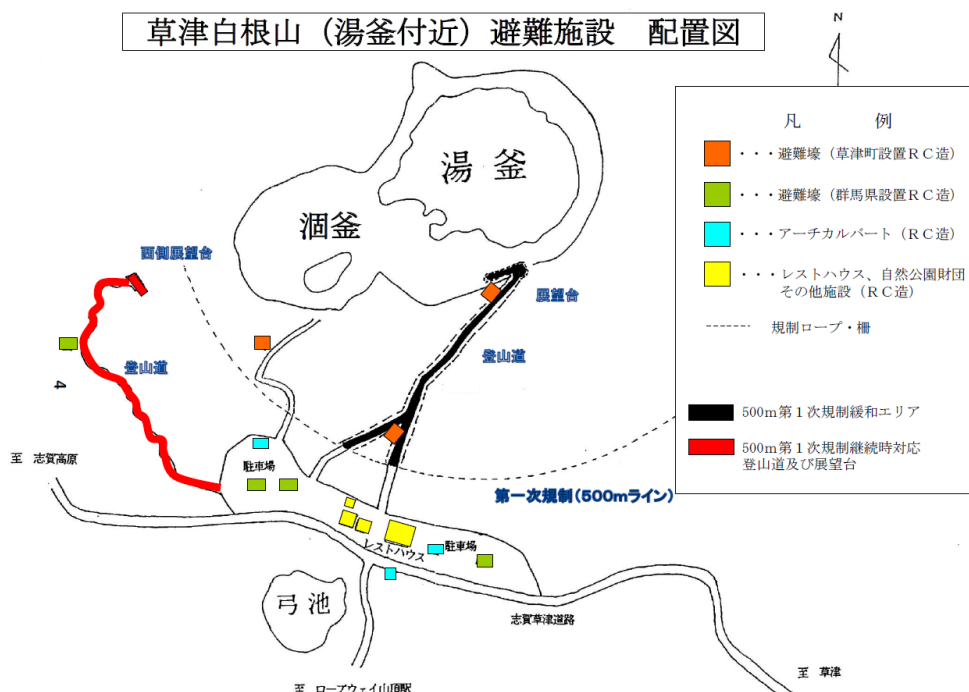 草津白根山（湯釜付近）避難施設　配置図
N
凡　例
・・・避難壕（草津町設置ＲＣ造）
・・・避難壕（群馬県設置ＲＣ造）
・・・アーチカルバート（ＲＣ造）
・・・レストハウス、自然公園財団
その他施設（ＲＣ造）
規制ロープ・柵
500m第１次規制緩和エリア
500m第１次規制継続時対応
登山道及び展望台
湯釜
涸釜
西側展望台
展望台
登山道
登山道
4
至　志賀高原
駐車場
第一次規制(500mライン)
レストハウス
駐車場
弓池
志賀草津道路
至　草津
至　ロープウェイ山頂駅